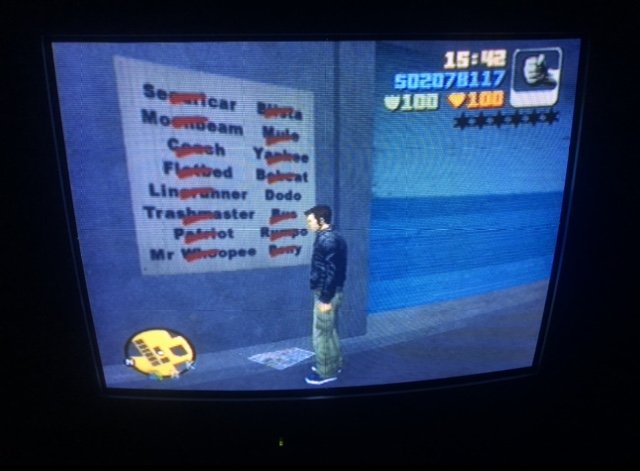 15:42
502078117
100 100
Securicar
Moonbeam
Coach
Flatbed
Linerunner
Trashmaster
Patriot
Mr Whoopee
Blista
Mule
Yankee
Bobcat
Dodo
Bus
Rumpo
Pony
N